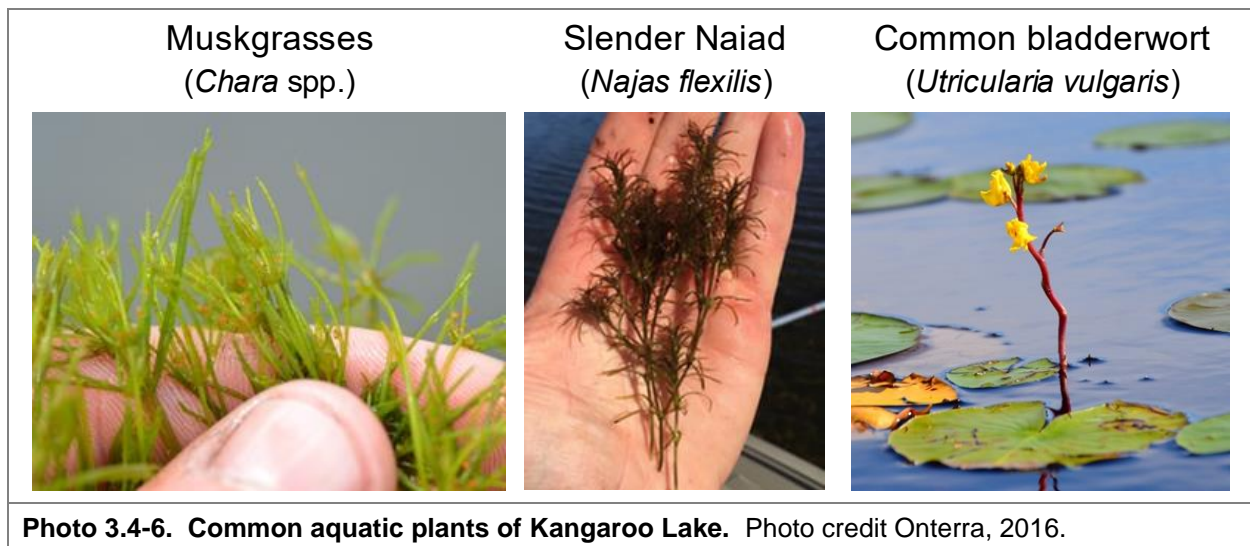 Muskgrasses
(Chara spp.)
Slender Naiad
(Najas flexilis)
Common bladderwort
(Utricularia vulgaris)
Photo 3.4-6. Common aquatic plants of Kangaroo Lake. Photo credit Onterra, 2016.